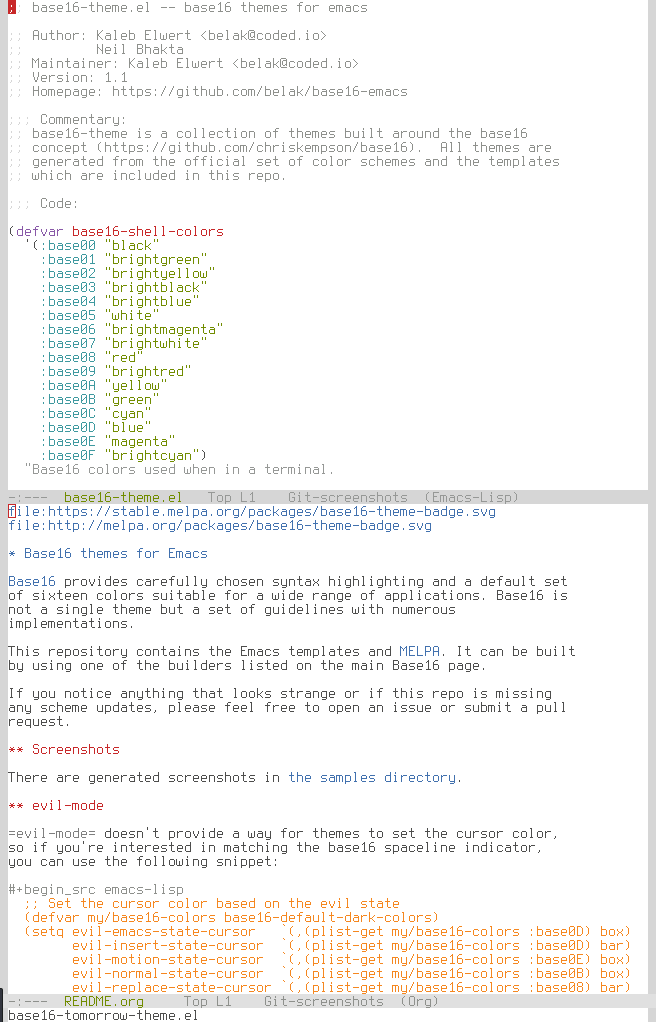 ;; base16-theme.el -- base16 themes for emacs

;; Author: Kaleb Elwert <belak@coded.io>
;;         Neil Bhakta
;; Maintainer: Kaleb Elwert <belak@coded.io>
;; Version: 1.1
;; Homepage: https://github.com/belak/base16-emacs

;;; Commentary:
;; base16-theme is a collection of themes built around the base16
;; concept (https://github.com/chriskempson/base16).  All themes are
;; generated from the official set of color schemes and the templates
;; which are included in this repo.

;;; Code:

(defvar base16-shell-colors
  '(:base00 "black"
    :base01 "brightgreen"
    :base02 "brightyellow"
    :base03 "brightblack"
    :base04 "brightblue"
    :base05 "white"
    :base06 "brightmagenta"
    :base07 "brightwhite"
    :base08 "red"
    :base09 "brightred"
    :base0A "yellow"
    :base0B "green"
    :base0C "cyan"
    :base0D "blue"
    :base0E "magenta"
    :base0F "brightcyan")
  "Base16 colors used when in a terminal.

-:---  base16-theme.el   Top L1    Git-screenshots  (Emacs-Lisp)
file:https://stable.melpa.org/packages/base16-theme-badge.svg
file:http://melpa.org/packages/base16-theme-badge.svg

* Base16 themes for Emacs

Base16 provides carefully chosen syntax highlighting and a default set
of sixteen colors suitable for a wide range of applications. Base16 is
not a single theme but a set of guidelines with numerous
implementations.

This repository contains the Emacs templates and MELPA. It can be built
by using one of the builders listed on the main Base16 page.

If you notice anything that looks strange or if this repo is missing
any scheme updates, please feel free to open an issue or submit a pull
request.

** Screenshots

There are generated screenshots in the samples directory.

** evil-mode

=evil-mode= doesn't provide a way for themes to set the cursor color,
so if you're interested in matching the base16 spaceline indicator,
you can use the following snippet:

#+begin_src emacs-lisp
  ;; Set the cursor color based on the evil state
  (defvar my/base16-colors base16-default-dark-colors)
  (setq evil-emacs-state-cursor   `(,(plist-get my/base16-colors :base0D) box)
        evil-insert-state-cursor  `(,(plist-get my/base16-colors :base0D) bar)
        evil-motion-state-cursor  `(,(plist-get my/base16-colors :base0E) box)
        evil-normal-state-cursor  `(,(plist-get my/base16-colors :base0B) box)
        evil-replace-state-cursor `(,(plist-get my/base16-colors :base08) bar)
-:---  README.org     Top L1    Git-screenshots  (Org)
base16-tomorrow-theme.el